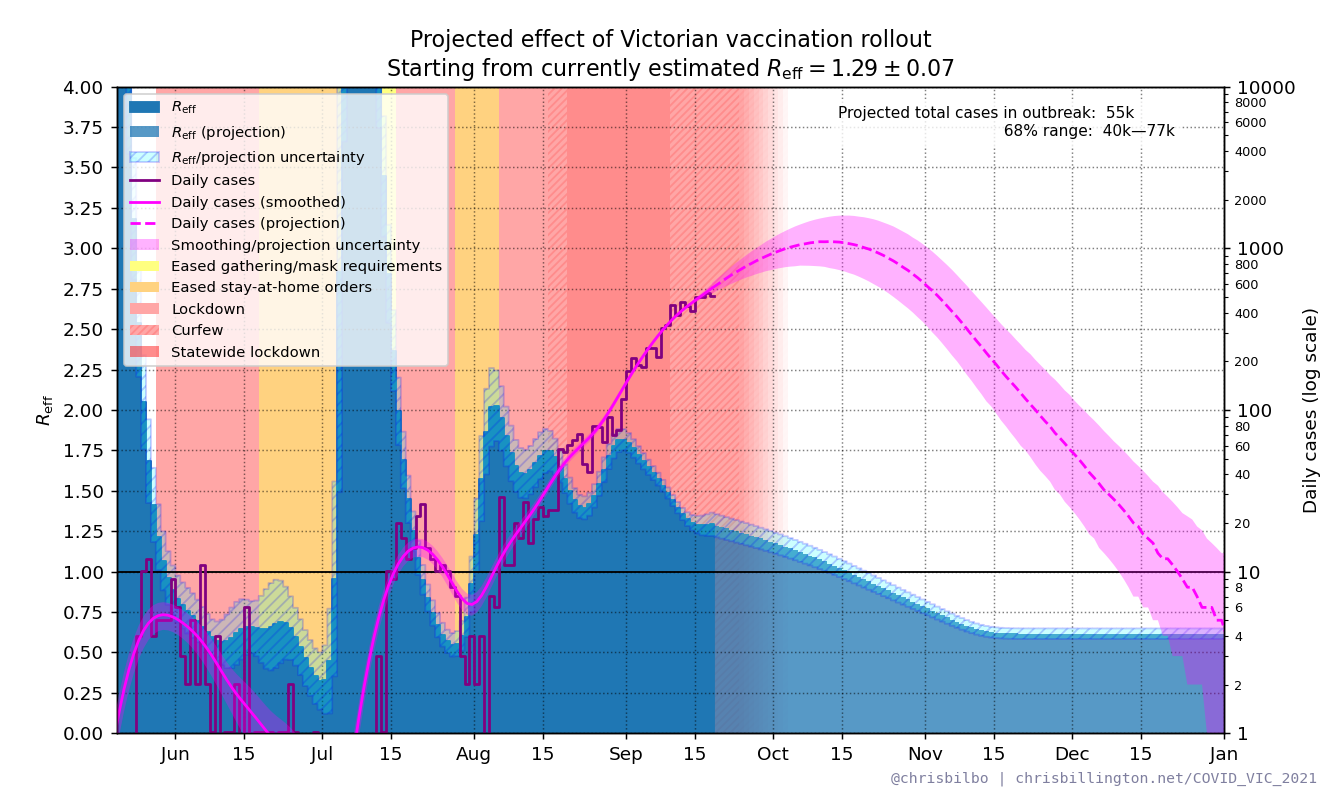 Projected effect of Victorian vaccination rollout
Starting from currently estimated R_eff = 1.29 ± 0.07
Projected total cases in outbreak: 55k
68% range: 40k—77k
R_eff
R_eff (projection)
R_eff/projection uncertainty
Daily cases
Daily cases (smoothed)
Daily cases (projection)
Smoothing/projection uncertainty
Eased gathering/mask requirements
Eased stay-at-home orders
Lockdown
Curfew
Statewide lockdown
R_eff
4.00
3.75
3.50
3.25
3.00
2.75
2.50
2.25
2.00
1.75
1.50
1.25
1.00
0.75
0.50
0.25
0.00
10000
8000
6000
4000
2000
1000
800
600
400
200
100
80
60
40
20
10
8
6
4
2
1
Daily cases (log scale)
Jun 15 Jul 15 Aug 15 Sep 15 Oct 15 Nov 15 Dec 15 Jan
@chrisbilbo | chrisbillington.net/COVID_VIC_2021